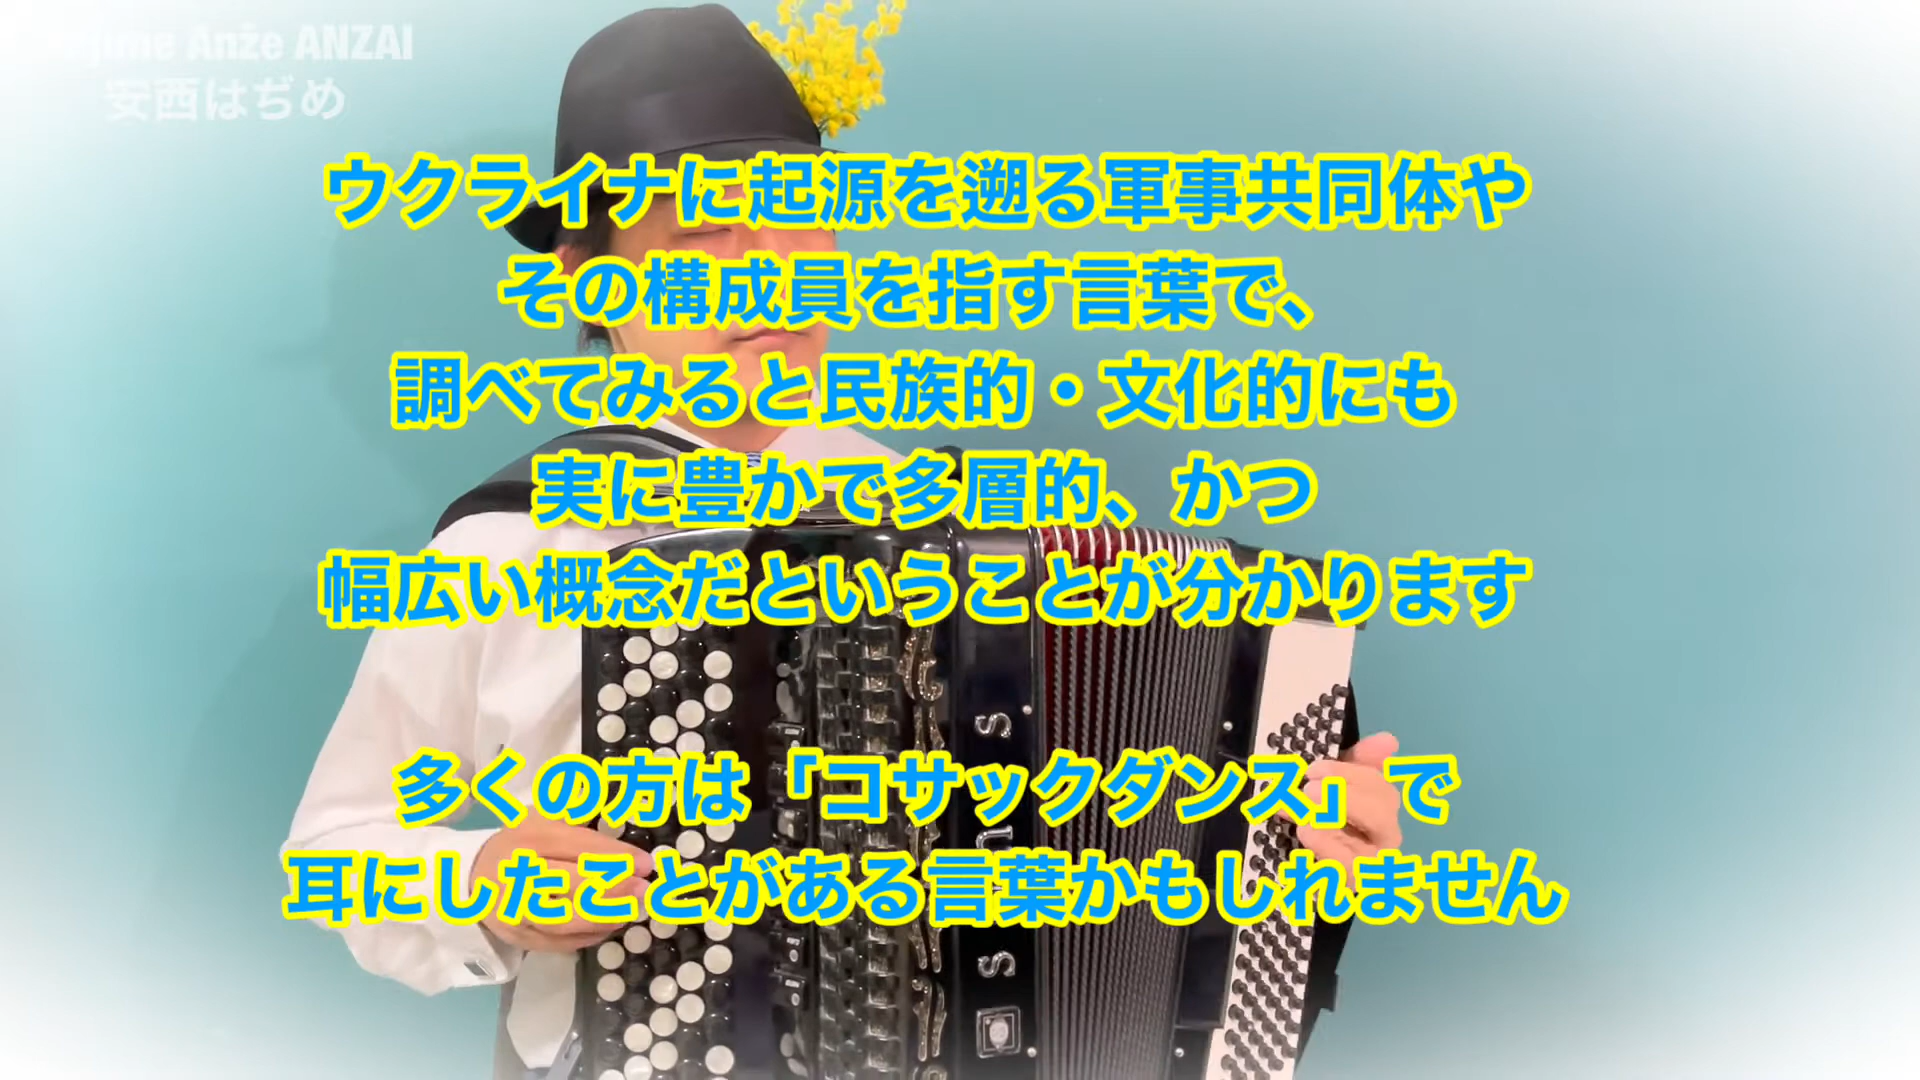 Anže ANZAI
安西はぢめ
ウクライナに起源を遡る軍事共同体や
その構成員を指す言葉で、
調べてみると民族的・文化的にも
実に豊かで多層的、かつ
幅広い概念だということが分かります
多くの方は「コサックダンス」で
耳にしたことがある言葉かもしれません